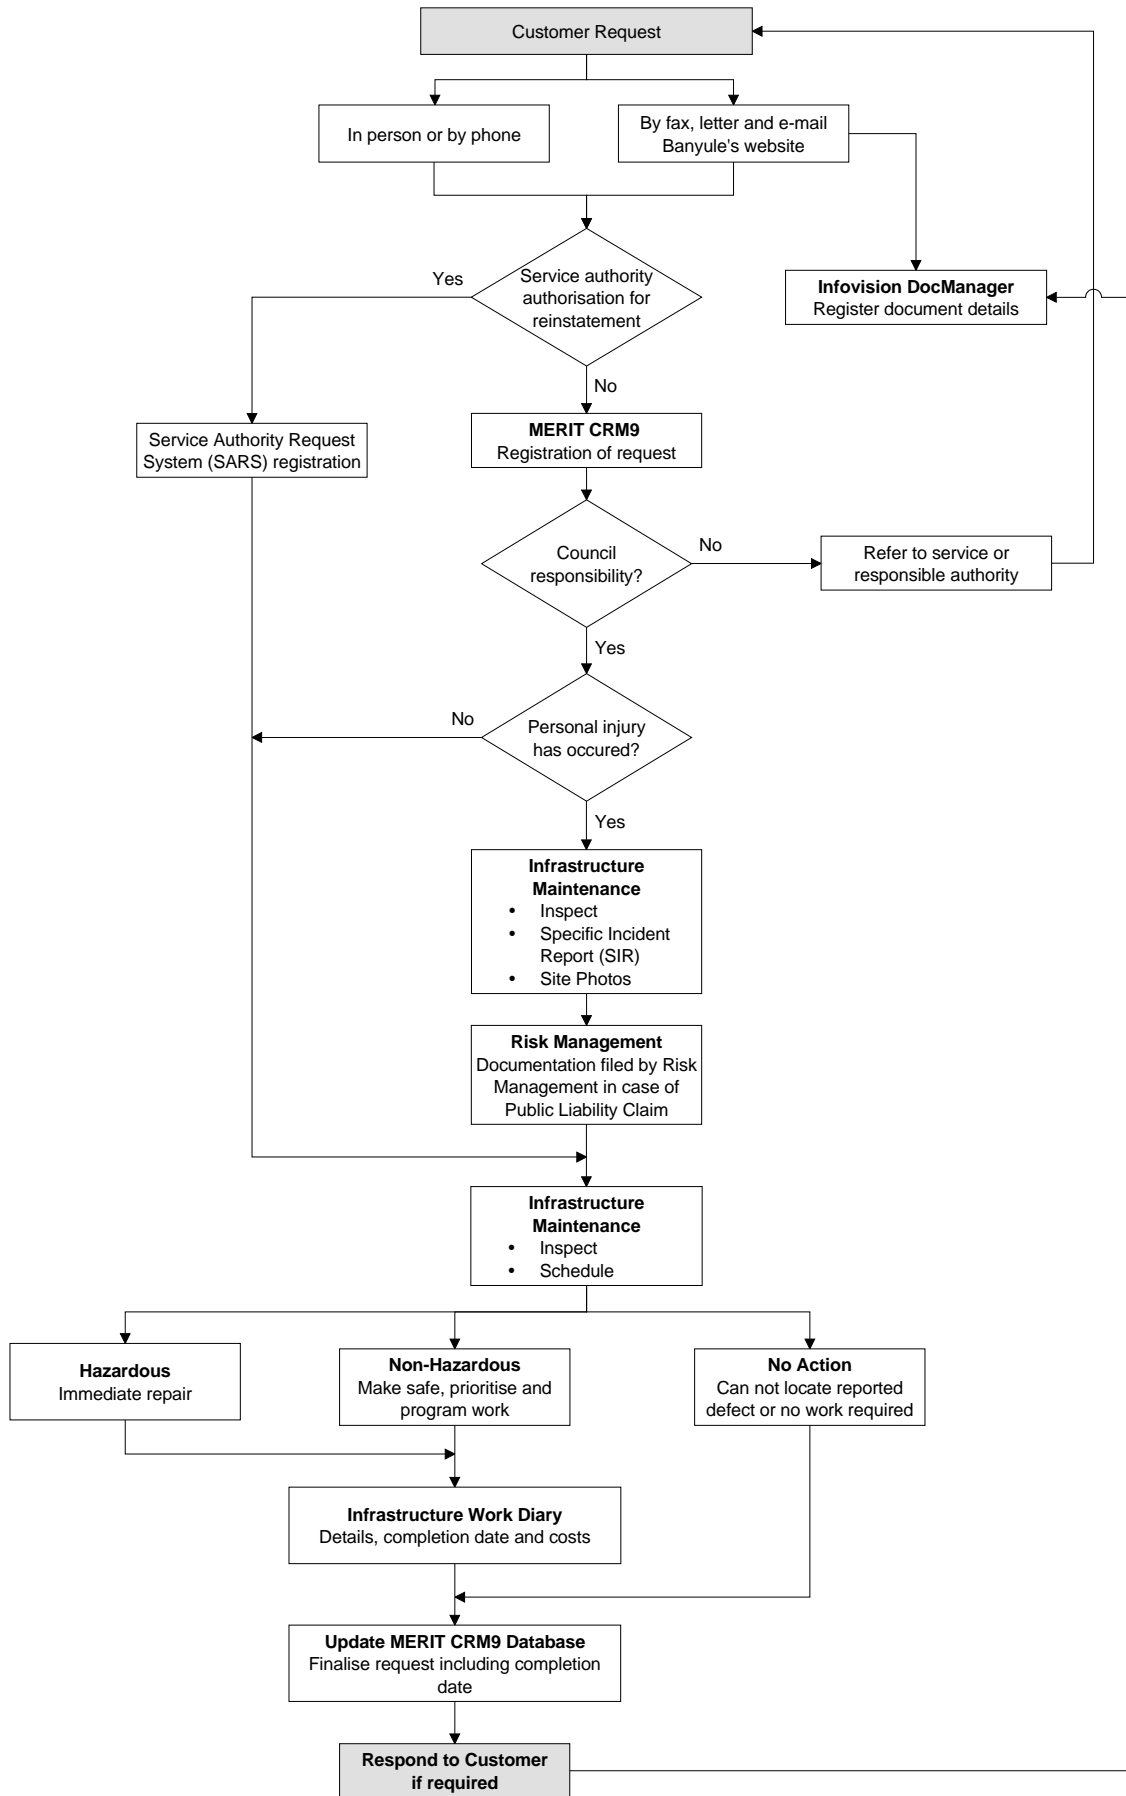 Customer Request
In person or by phone
By fax, letter and e-mail
Banyule's website
Yes
Service authority
authorisation for
reinstatement
Infovision DocManager
Register document details
No
Service Authority Request
System (SARS) registration
MERIT CRM9
Registration of request
Council
responsibility?
No
Refer to service or
responsible authority
Yes
No
Personal injury
has occured?
Yes
Infrastructure
Maintenance
• Inspect
• Specific Incident
Report (SIR)
• Site Photos
Risk Management
Documentation filed by Risk
Management in case of
Public Liability Claim
Infrastructure
Maintenance
• Inspect
• Schedule
Hazardous
Immediate repair
Non-Hazardous
Make safe, prioritise and
program work
No Action
Can not locate reported
defect or no work required
Infrastructure Work Diary
Details, completion date and costs
Update MERIT CRM9 Database
Finalise request including completion
date
Respond to Customer
if required